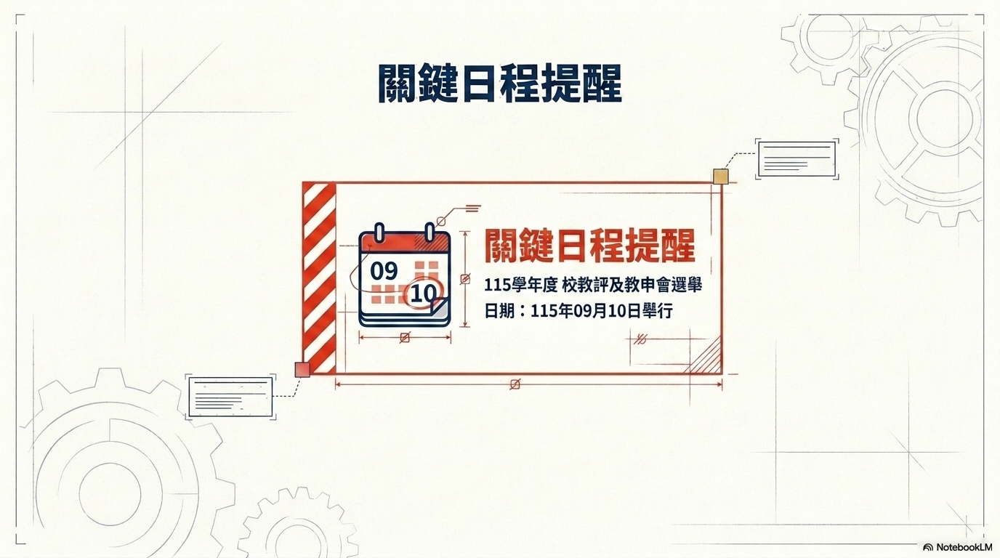 關鍵日程提醒
09
10
關鍵日程提醒
115學年度 校教評及教申會選舉
日期：115年09月10日舉行
NotebookLM